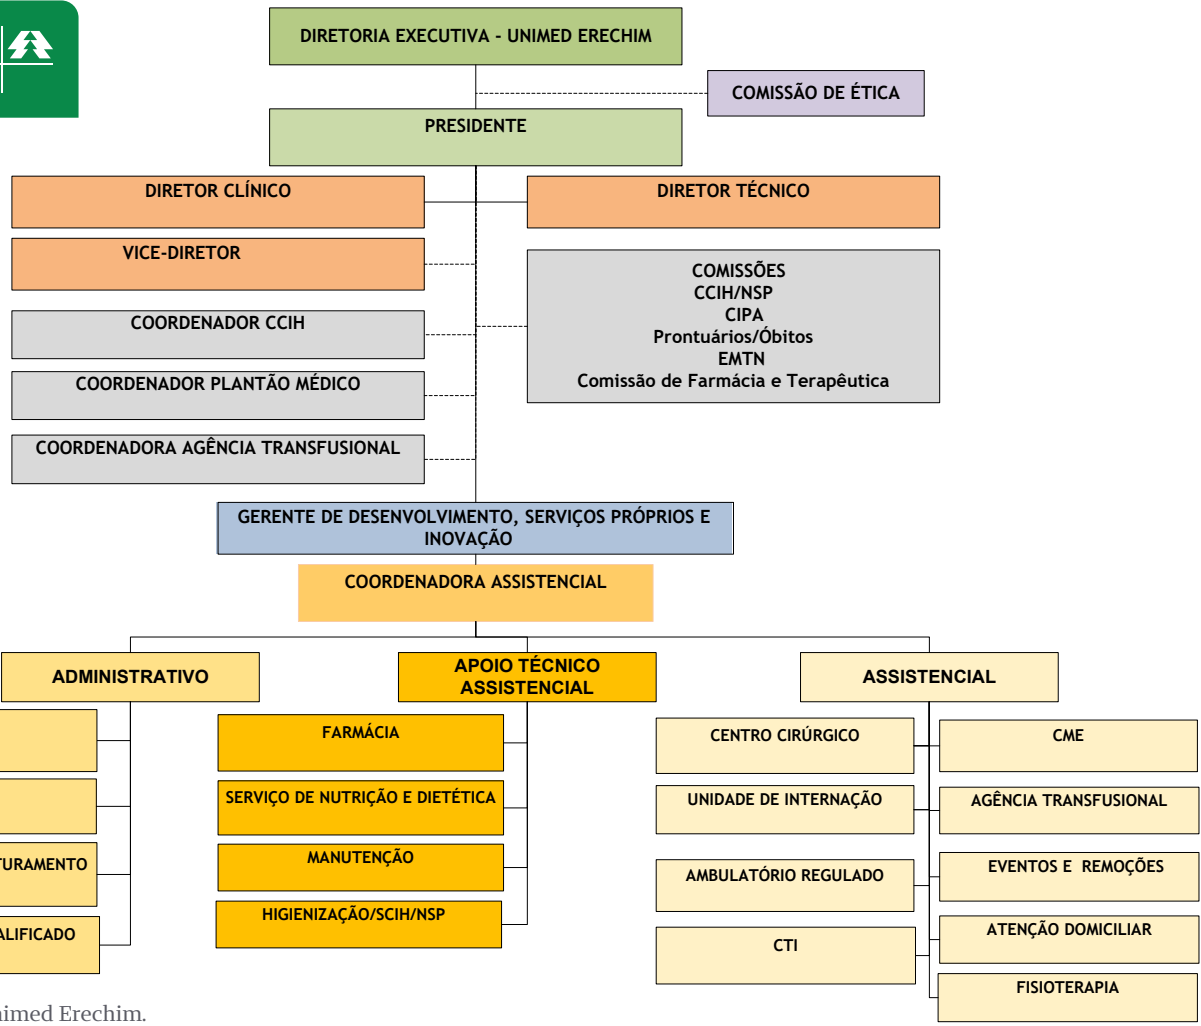 DIRETORIA EXECUTIVA - UNIMED ERECHIM
COMISSÃO DE ÉTICA
PRESIDENTE
DIRETOR CLÍNICO
DIRETOR TÉCNICO
VICE-DIRETOR
COMISSÕES
CCIH/NSP
CIPA
Prontuários/Óbitos
EMTN
Comissão de Farmácia e Terapêutica
COORDENADOR CCIH
COORDENADOR PLANTÃO MÉDICO
COORDENADORA AGÊNCIA TRANSFUSIONAL
GERENTE DE DESENVOLVIMENTO, SERVIÇOS PRÓPRIOS E
INOVAÇÃO
COORDENADORA ASSISTENCIAL
ADMINISTRATIVO
TURAMENTO
ALIFICADO
APOIO TÉCNICO
ASSISTENCIAL
FARMÁCIA
SERVIÇO DE NUTRIÇÃO E DIETÉTICA
MANUTENÇÃO
HIGIENIZAÇÃO/SCIH/NSP
ASSISTENCIAL
CENTRO CIRÚRGICO
UNIDADE DE INTERNAÇÃO
AMBULATÓRIO REGULADO
CTI
CME
AGÊNCIA TRANSFUSIONAL
EVENTOS E REMOÇÕES
ATENÇÃO DOMICILIAR
FISIOTERAPIA
nimed Erechim.